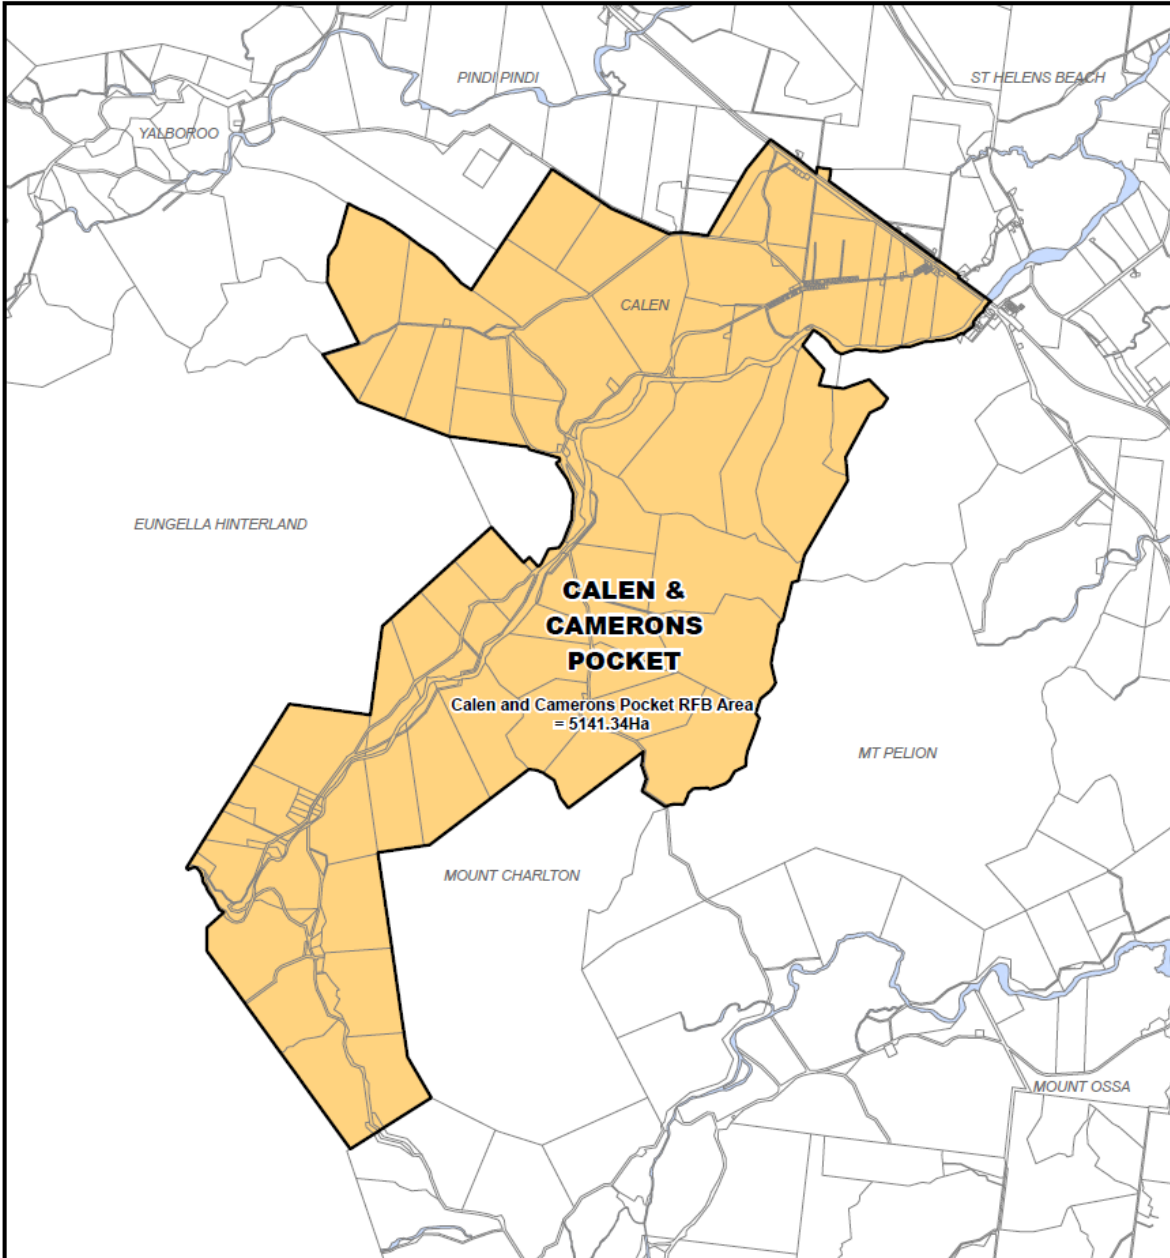 PINDI PINDI
ST HELENS BEACH
YALBOROO
CALEN
EUNGELLA HINTERLAND
CALEN &
CAMERONS
POCKET
Calen and Camerons Pocket RFB Area
= 5141.34Ha
MT PELION
MOUNT CHARLTON
MOUNT OSSA